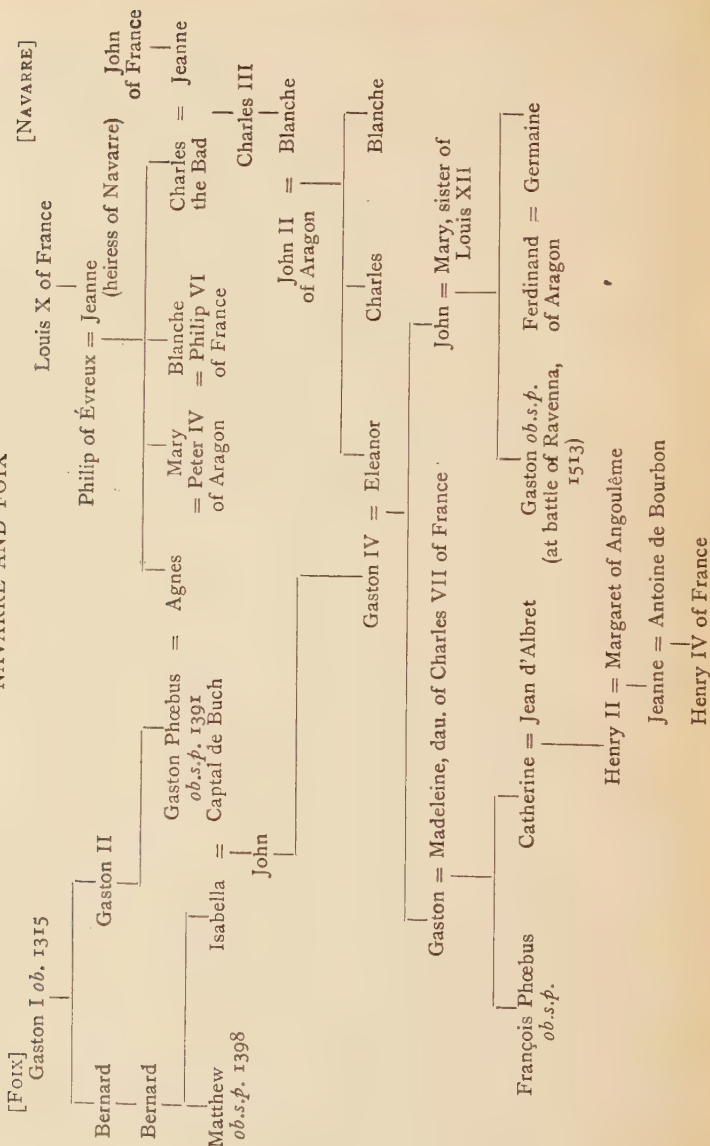 NAVARRE AND FOIX
[FOIX]
[NAVARRE]
Gaston I ob. 1315
Louis X of France
Bernard
Gaston II
Philip of Évreux = Jeanne
(heiress of Navarre)
John
of France
Bernard
Gaston Phœbus = Agnes
ob.s.p. 1391
Mary
= Peter IV
of Aragon
Blanche
= Philip VI
of France
Charles = Jeanne
the Bad
Matthew
ob.s.p. 1398
Isabella = Captal de Buch
Charles III
John
John II = Blanche
of Aragon
Gaston IV = Eleanor
Charles
Blanche
Gaston = Madeleine, dau. of Charles VII of France
John = Mary, sister of
Louis XII
François Phœbus
ob.s.p.
Catherine = Jean d'Albret
Gaston ob.s.p.
(at battle of Ravenna,
1513)
Ferdinand = Germaine
of Aragon
Henry II = Margaret of Angoulême
Jeanne = Antoine de Bourbon
Henry IV of France